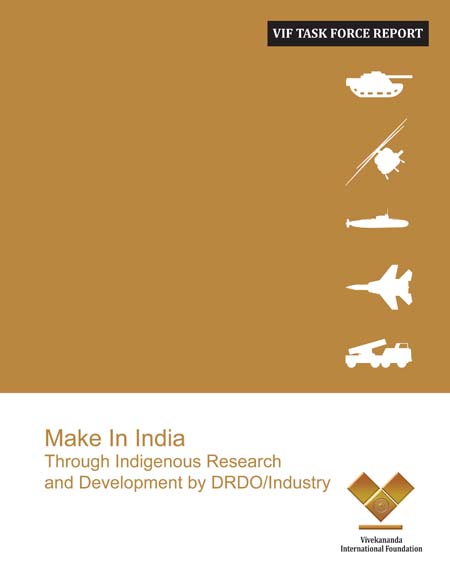 VIF TASK FORCE REPORT
Make In India
Through Indigenous Research
and Development by DRDO/Industry
Vivekananda
International Foundation